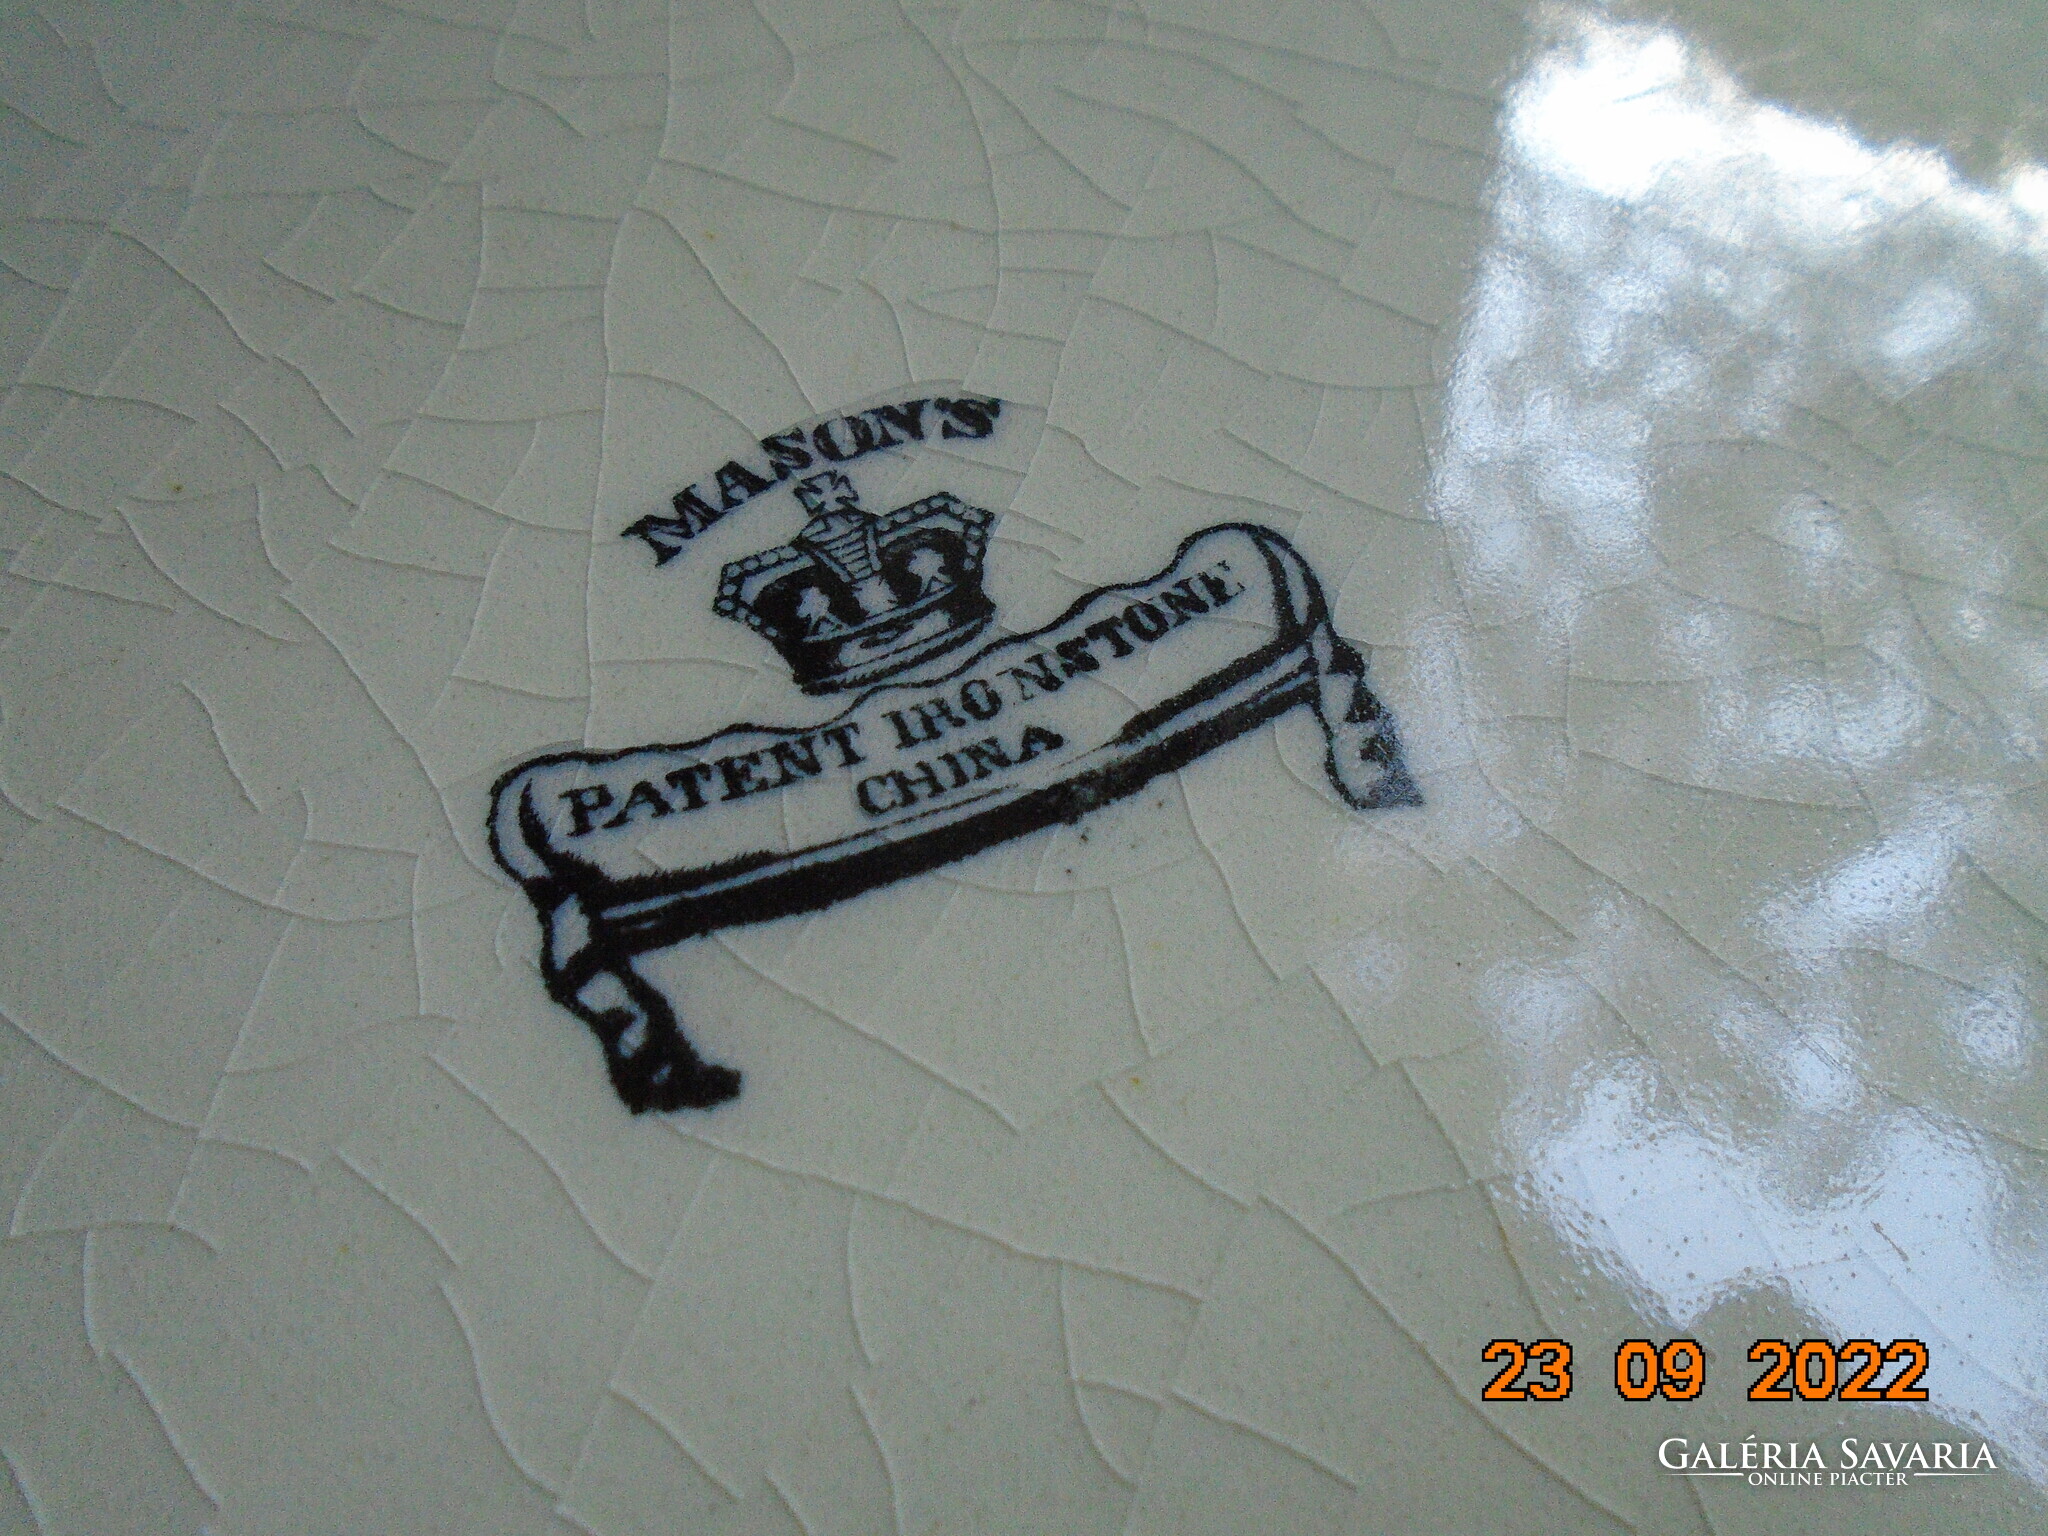 MASON'S
PATENT IRONSTONE
CHINA
23 09 2022
GALÉRIA SAVARIA
ONLINE PIACTÉR